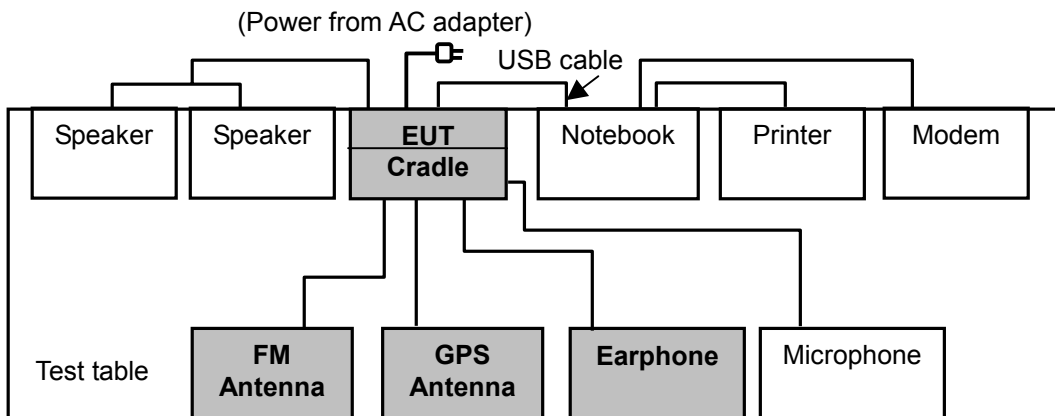 (Power from AC adapter)
USB cable
Speaker
Speaker
EUT
Cradle
Notebook
Printer
Modem
Test table
FM
Antenna
GPS
Antenna
Earphone
Microphone